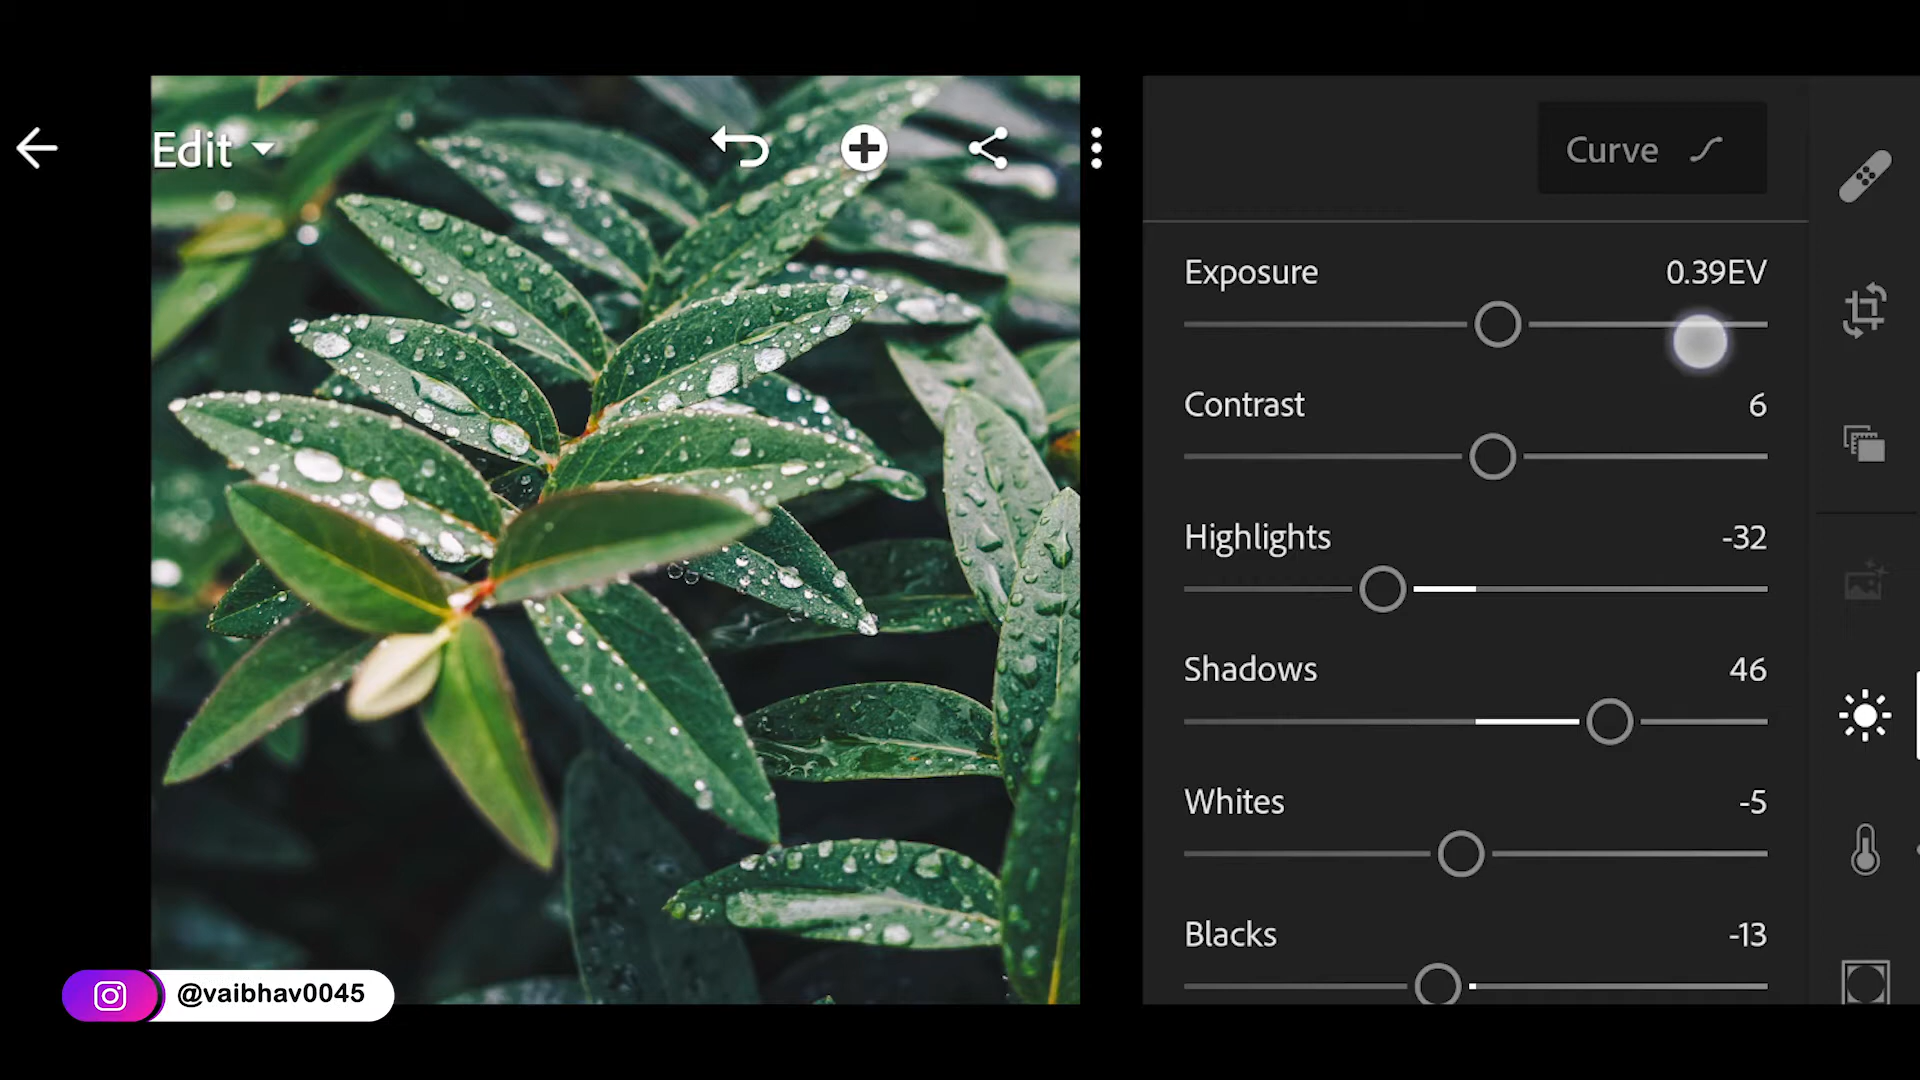 Edit
Curve
Exposure 0.39EV
Contrast 6
Highlights -32
Shadows 46
Whites -5
Blacks -13
@vaibhav0045